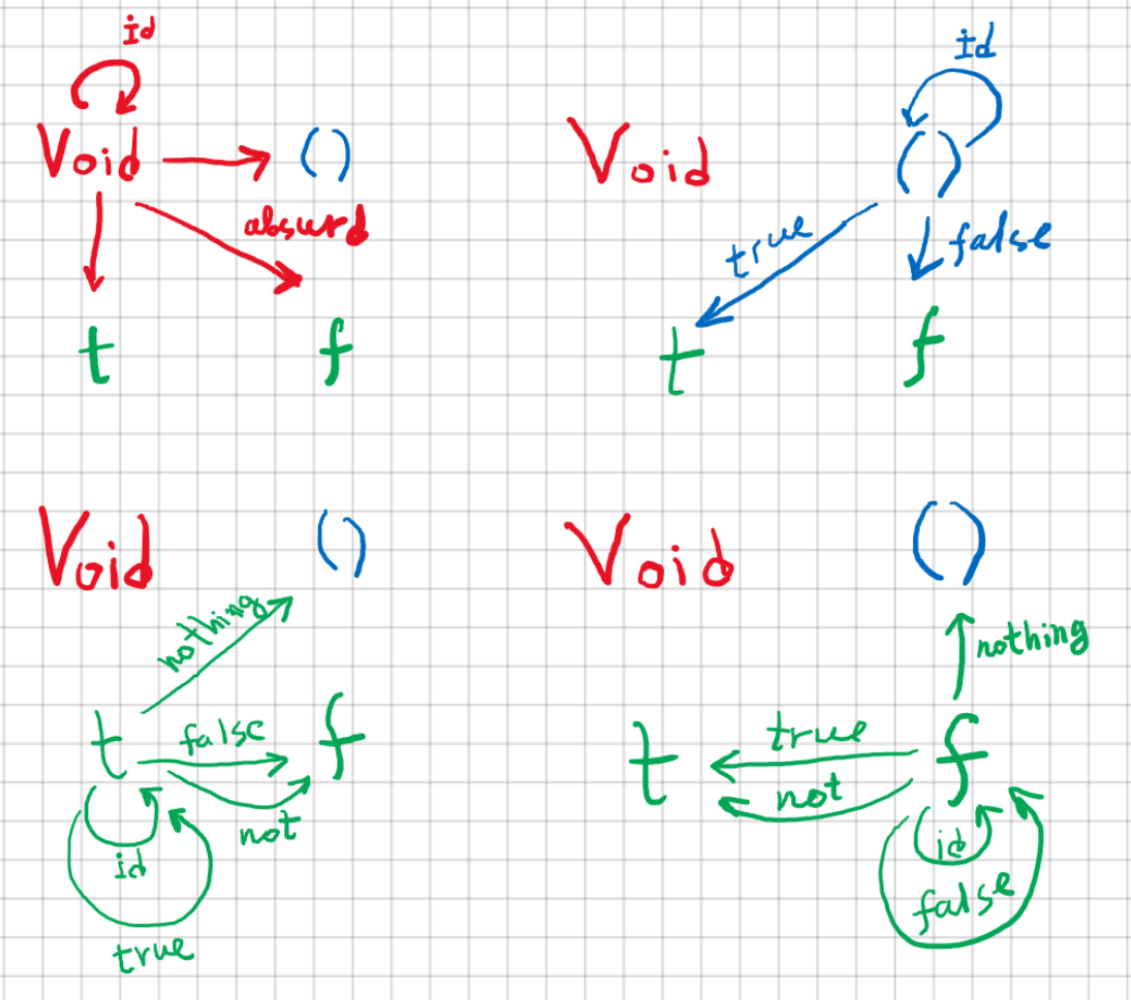 id id
Void () Void ()
absurd true false
t f t f
Void () Void ()
nothing nothing
t false f t true f
not not
id id
false
true